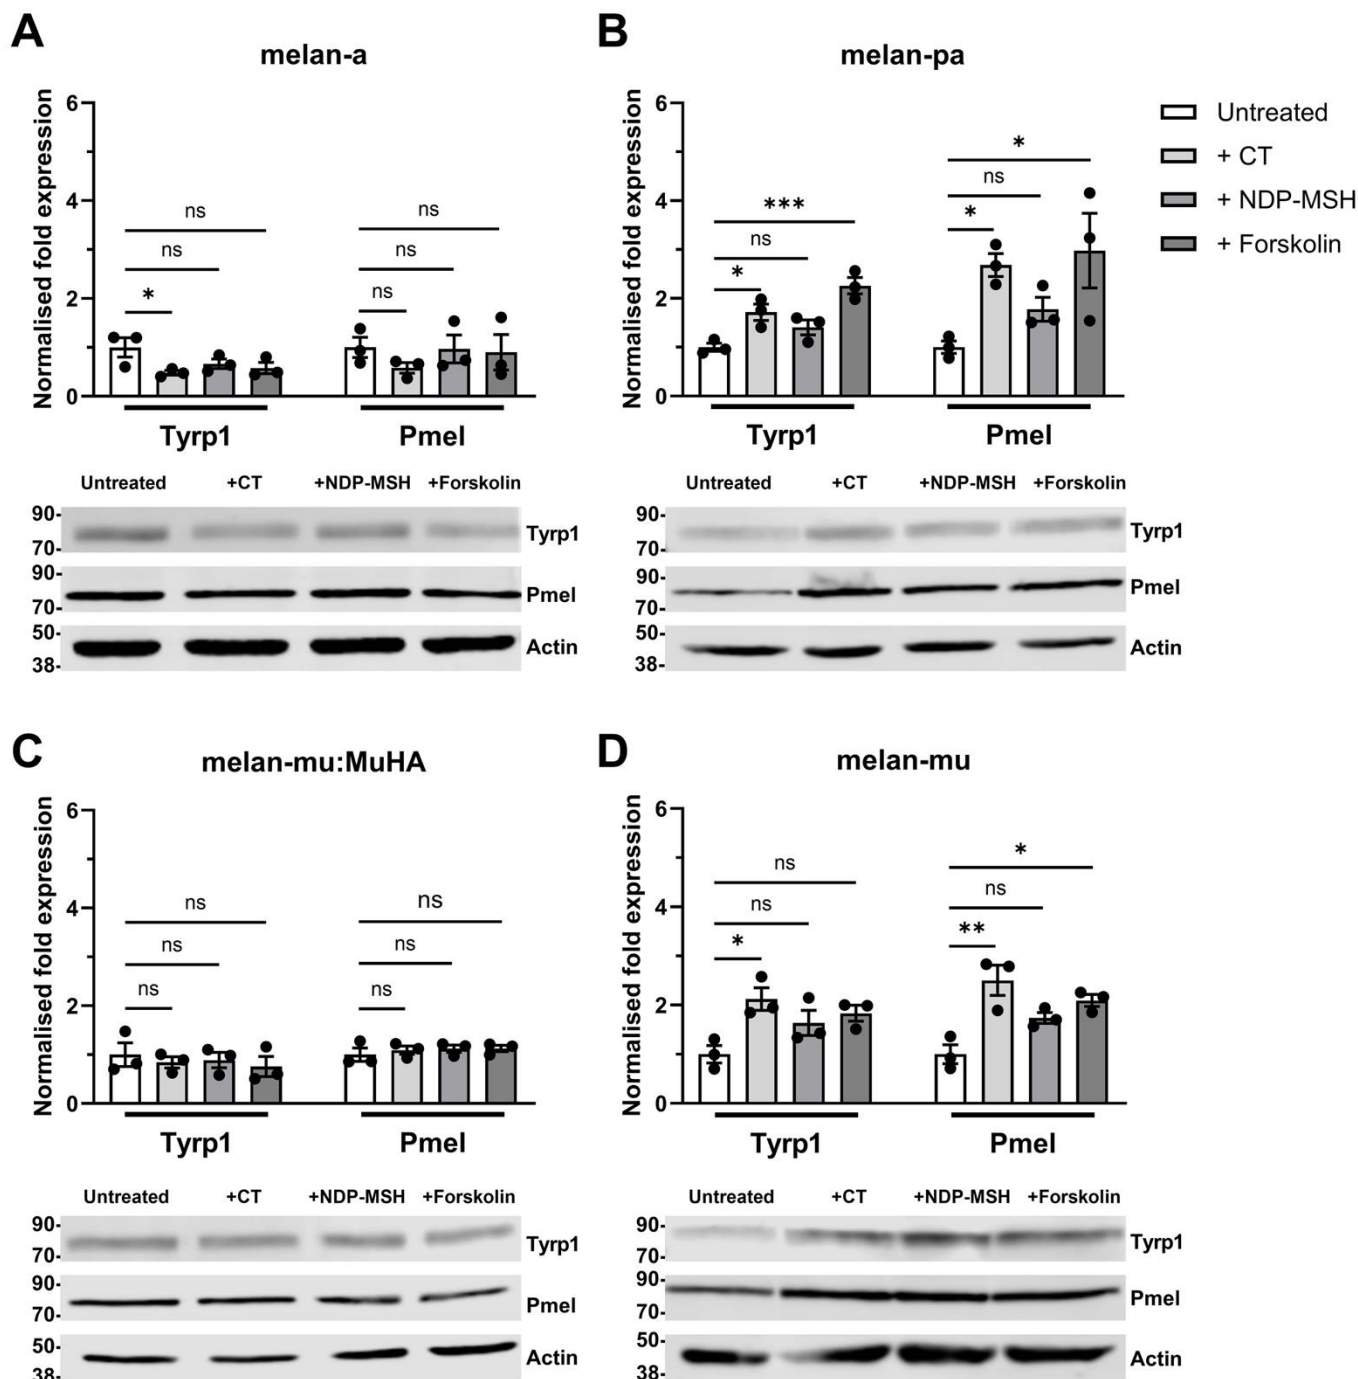 A
melan-a
Normalised fold expression
6
4
2
0
ns
ns
*
ns
ns
ns
Tyrp1
Pmel
Untreated +CT +NDP-MSH +Forskolin
90-
70-
Tyrp1
90-
70-
Pmel
50-
38-
Actin
B
melan-pa
Normalised fold expression
6
4
2
0
***
ns
*
*
ns
*
Tyrp1
Pmel
Untreated
+ CT
+ NDP-MSH
+ Forskolin
Untreated +CT +NDP-MSH +Forskolin
90-
70-
Tyrp1
90-
70-
Pmel
50-
38-
Actin
C
melan-mu:MuHA
Normalised fold expression
6
4
2
0
ns
ns
ns
ns
ns
ns
Tyrp1
Pmel
Untreated +CT +NDP-MSH +Forskolin
90-
70-
Tyrp1
90-
70-
Pmel
50-
38-
Actin
D
melan-mu
Normalised fold expression
6
4
2
0
ns
ns
*
*
ns
**
Tyrp1
Pmel
Untreated +CT +NDP-MSH +Forskolin
90-
70-
Tyrp1
90-
70-
Pmel
50-
38-
Actin